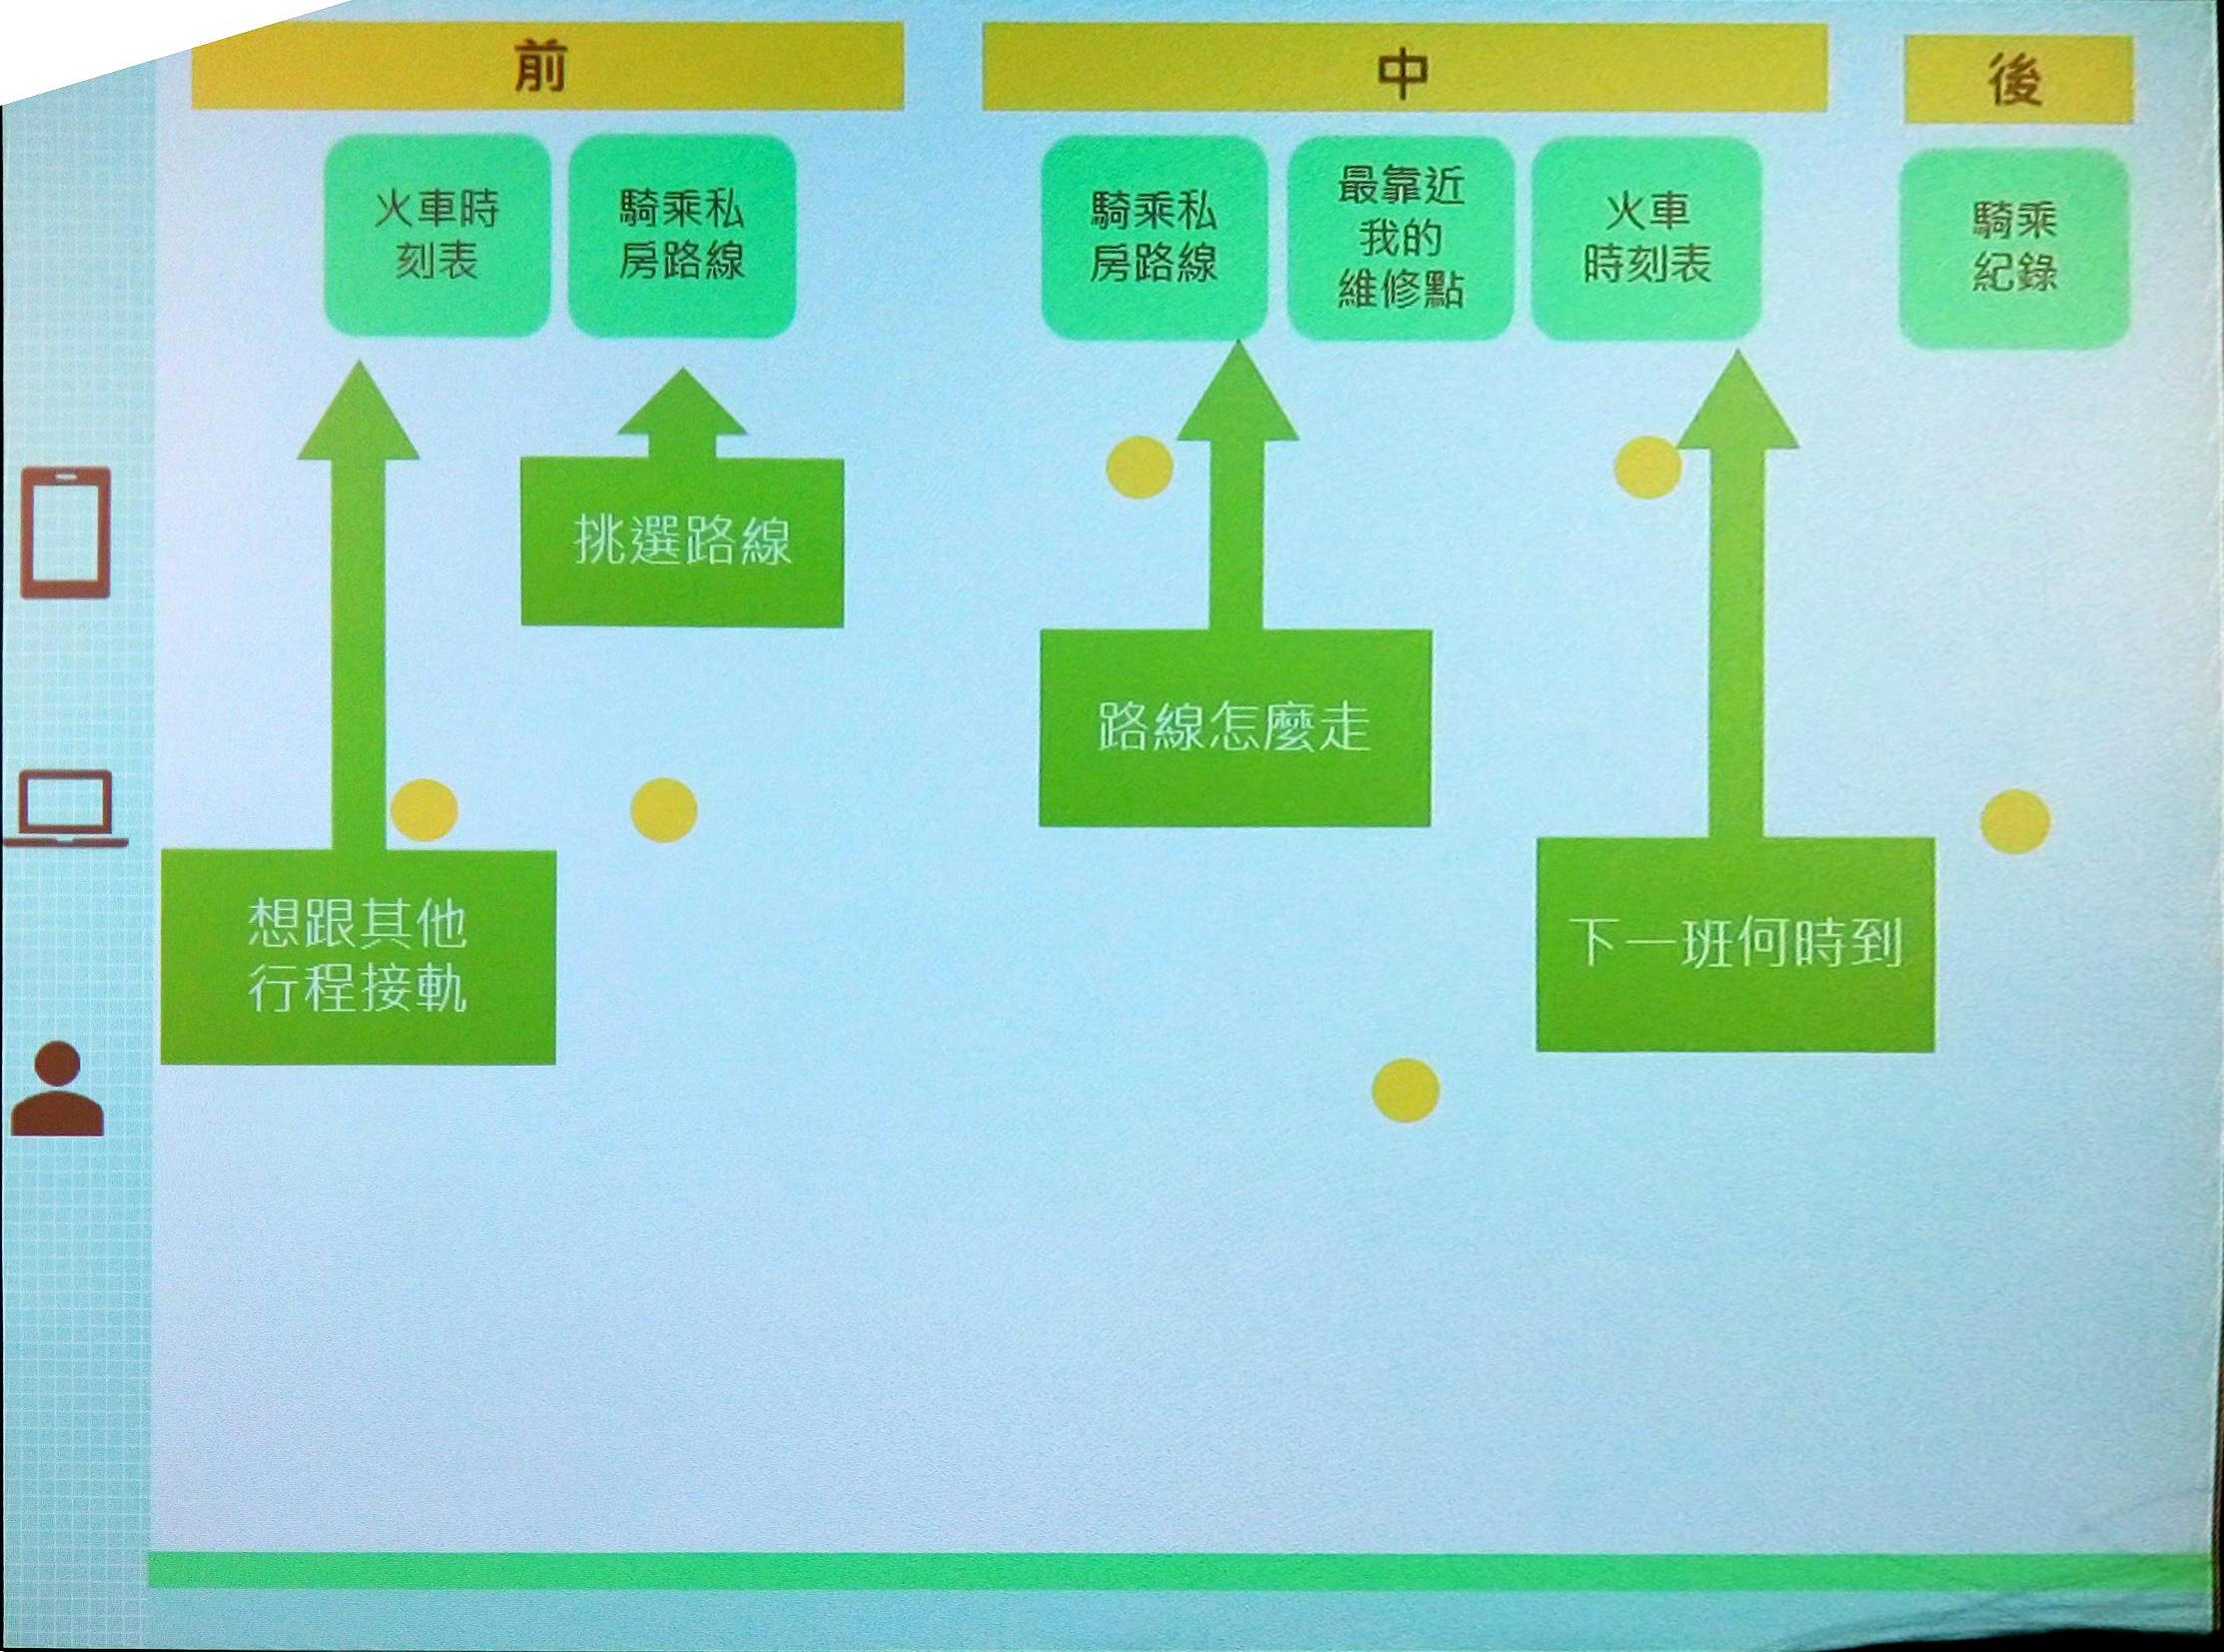 前
中
後
火車時
刻表
騎乘私
房路線
騎乘私
房路線
最靠近
我的
維修點
火車
時刻表
騎乘
紀錄
挑選路線
路線怎麼走
想跟其他
行程接軌
下一班何時到